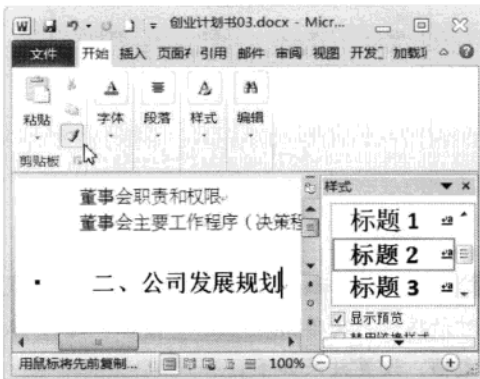 创业计划书03.docx - Micr...
文件 开始 插入 页面 引用 邮件 审阅 视图 开发 加载
粘贴 字体 段落 样式 编辑
剪贴板
样式
董事会职责和权限
董事会主要工作程序（决策程
二、公司发展规划
标题 1
标题 2
标题 3
显示预览
用鼠标将先前复制... 100%